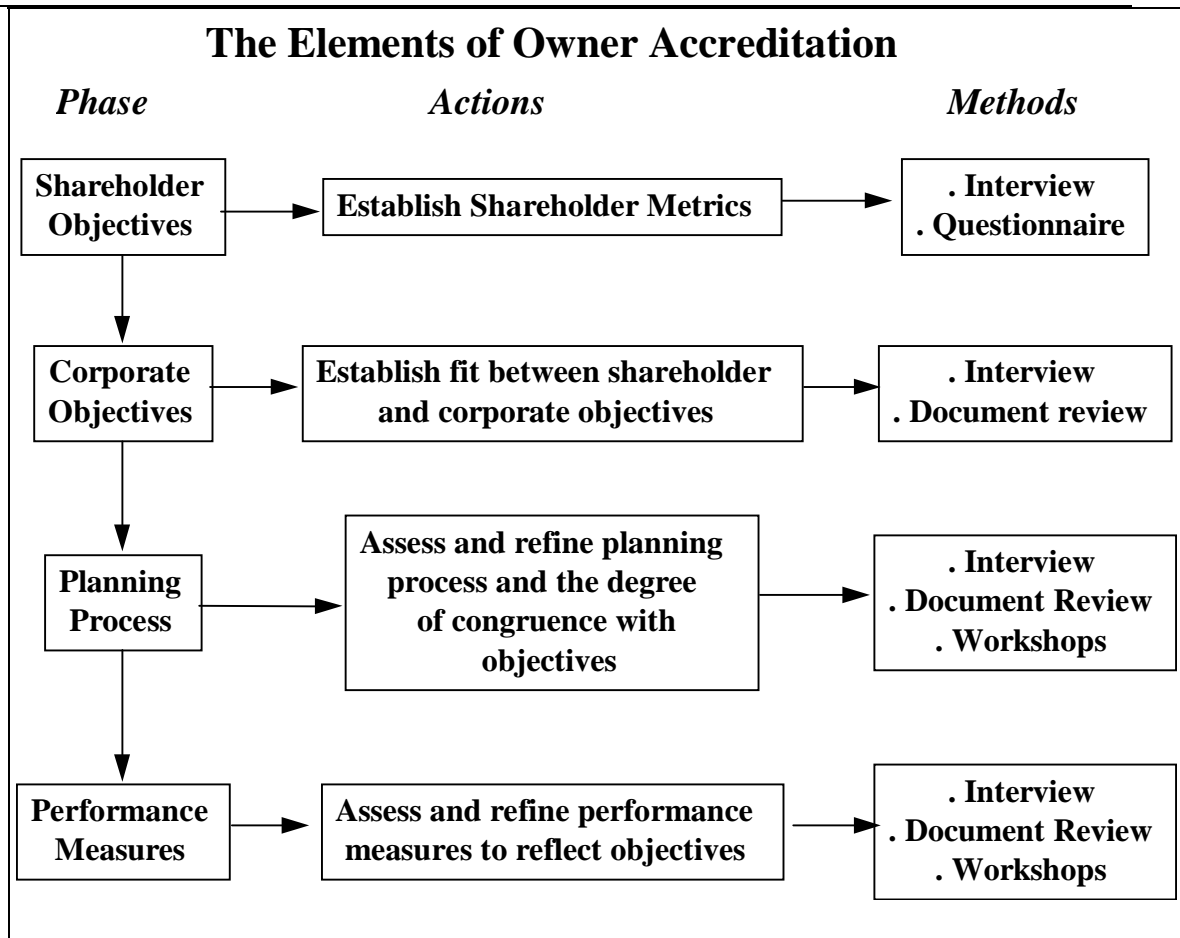 The Elements of Owner Accreditation
Phase
Actions
Methods
Shareholder
Objectives
Establish Shareholder Metrics
. Interview
. Questionnaire
Corporate
Objectives
Establish fit between shareholder
and corporate objectives
. Interview
. Document review
Planning
Process
Assess and refine planning
process and the degree
of congruence with
objectives
. Interview
. Document Review
. Workshops
Performance
Measures
Assess and refine performance
measures to reflect objectives
. Interview
. Document Review
. Workshops